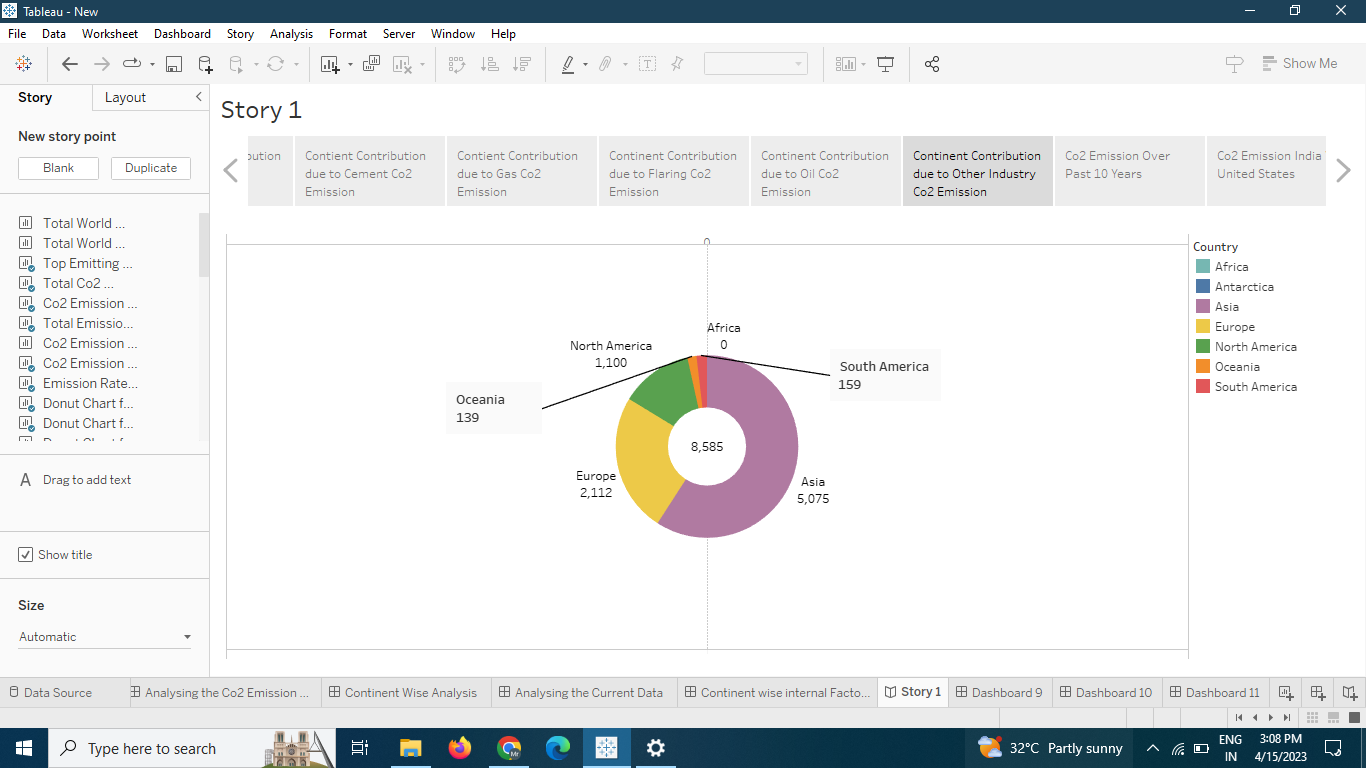 Tableau - New
File Data Worksheet Dashboard Story Analysis Format Server Window Help
Show Me
Story Layout
New story point
Blank Duplicate
Total World ...
Total World ...
Top Emitting ...
Total Co2 ...
Co2 Emission ...
Total Emissio...
Co2 Emission ...
Co2 Emission ...
Emission Rate...
Donut Chart f...
Donut Chart f...
A Drag to add text
Show title
Size
Automatic
Story 1
Contient Contribution
due to Cement Co2
Emission
Contient Contribution
due to Gas Co2
Emission
Continent Contribution
due to Flaring Co2
Emission
Continent Contribution
due to Oil Co2
Emission
Continent Contribution
due to Other Industry
Co2 Emission
Co2 Emission Over
Past 10 Years
Co2 Emission India
United States
0
Africa
0
North America
1,100
South America
159
Oceania
139
8,585
Europe
2,112
Asia
5,075
Country
Africa
Antarctica
Asia
Europe
North America
Oceania
South America
Data Source Analysing the Co2 Emission ... Continent Wise Analysis Analysing the Current Data Continent wise internal Facto... Story 1 Dashboard 9 Dashboard 10 Dashboard 11
Type here to search
32°C Partly sunny
ENG
IN
3:08 PM
4/15/2023